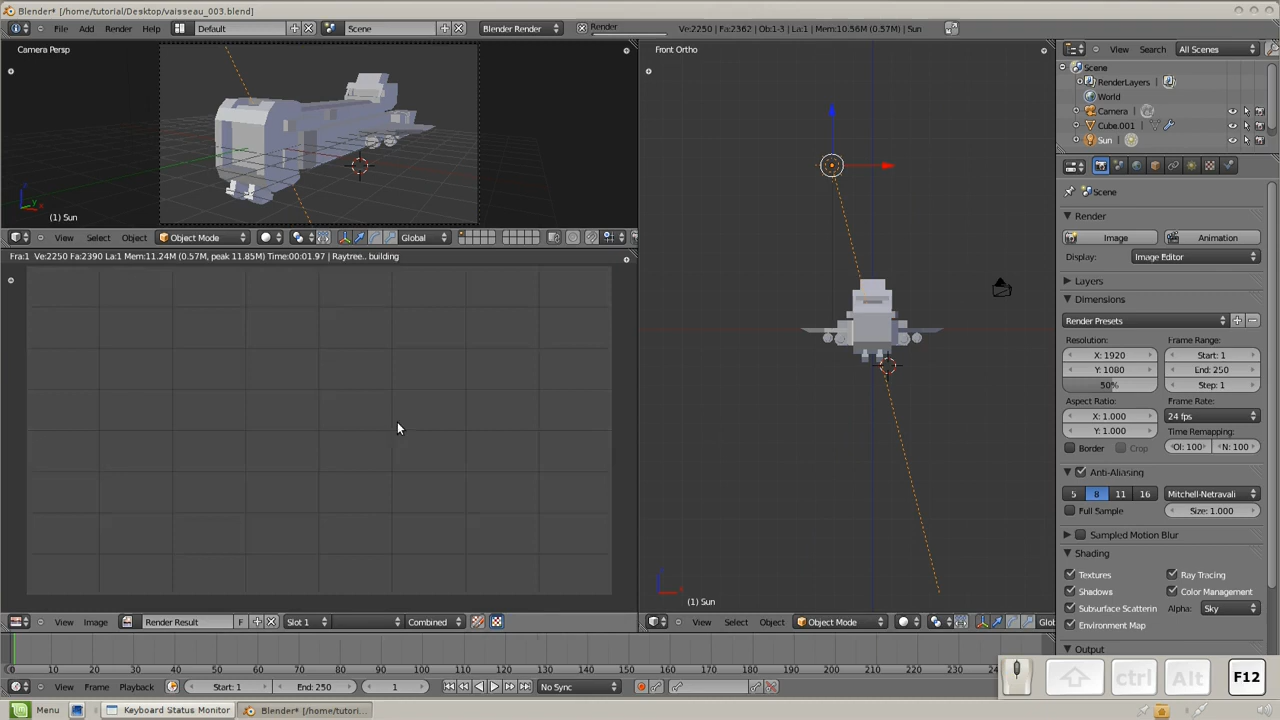 Blender* [/home/tutorial/Desktop/vaisseau_003.blend]
File Add Render Help Default Scene Blender Render Render Ve:2250 | Fa:2362 | Ob:1-3 | La:1 | Mem:10.56M (0.57M) | Sun
Camera Persp
(1) Sun
View Select Object Object Mode Global
Fra:1 Ve:2250 Fa:2390 La:1 Mem:11.24M (0.57M, peak 11.85M) Time:00:01.97 | Raytree.. building
View Image Render Result F Slot 1 Combined
Front Ortho
(1) Sun
View Select Object Object Mode Glob
View Search All Scenes
Scene
RenderLayers
World
Camera
Cube.001
Sun
Scene
Render
Image Animation
Display: Image Editor
Layers
Dimensions
Render Presets
Resolution: Frame Range:
X: 1920 Start: 1
Y: 1080 End: 250
50% Step: 1
Aspect Ratio: Frame Rate:
X: 1.000 24 fps
Y: 1.000 Time Remapping:
Border Crop Ol: 100 N: 100
Anti-Aliasing
5 8 11 16 Mitchell-Netravali
Full Sample Size: 1.000
Sampled Motion Blur
Shading
Textures Ray Tracing
Shadows Color Management
Subsurface Scatterin Alpha: Sky
Environment Map
Output
0 10 20 30 40 50 60 70 80 90 100 110 120 130 140 150 160 170 180 190 200 210 220 230 24
View Frame Playback Start: 1 End: 250 1 No Sync
ctrl Alt F12
Menu Keyboard Status Monitor Blender* [/home/tutori...